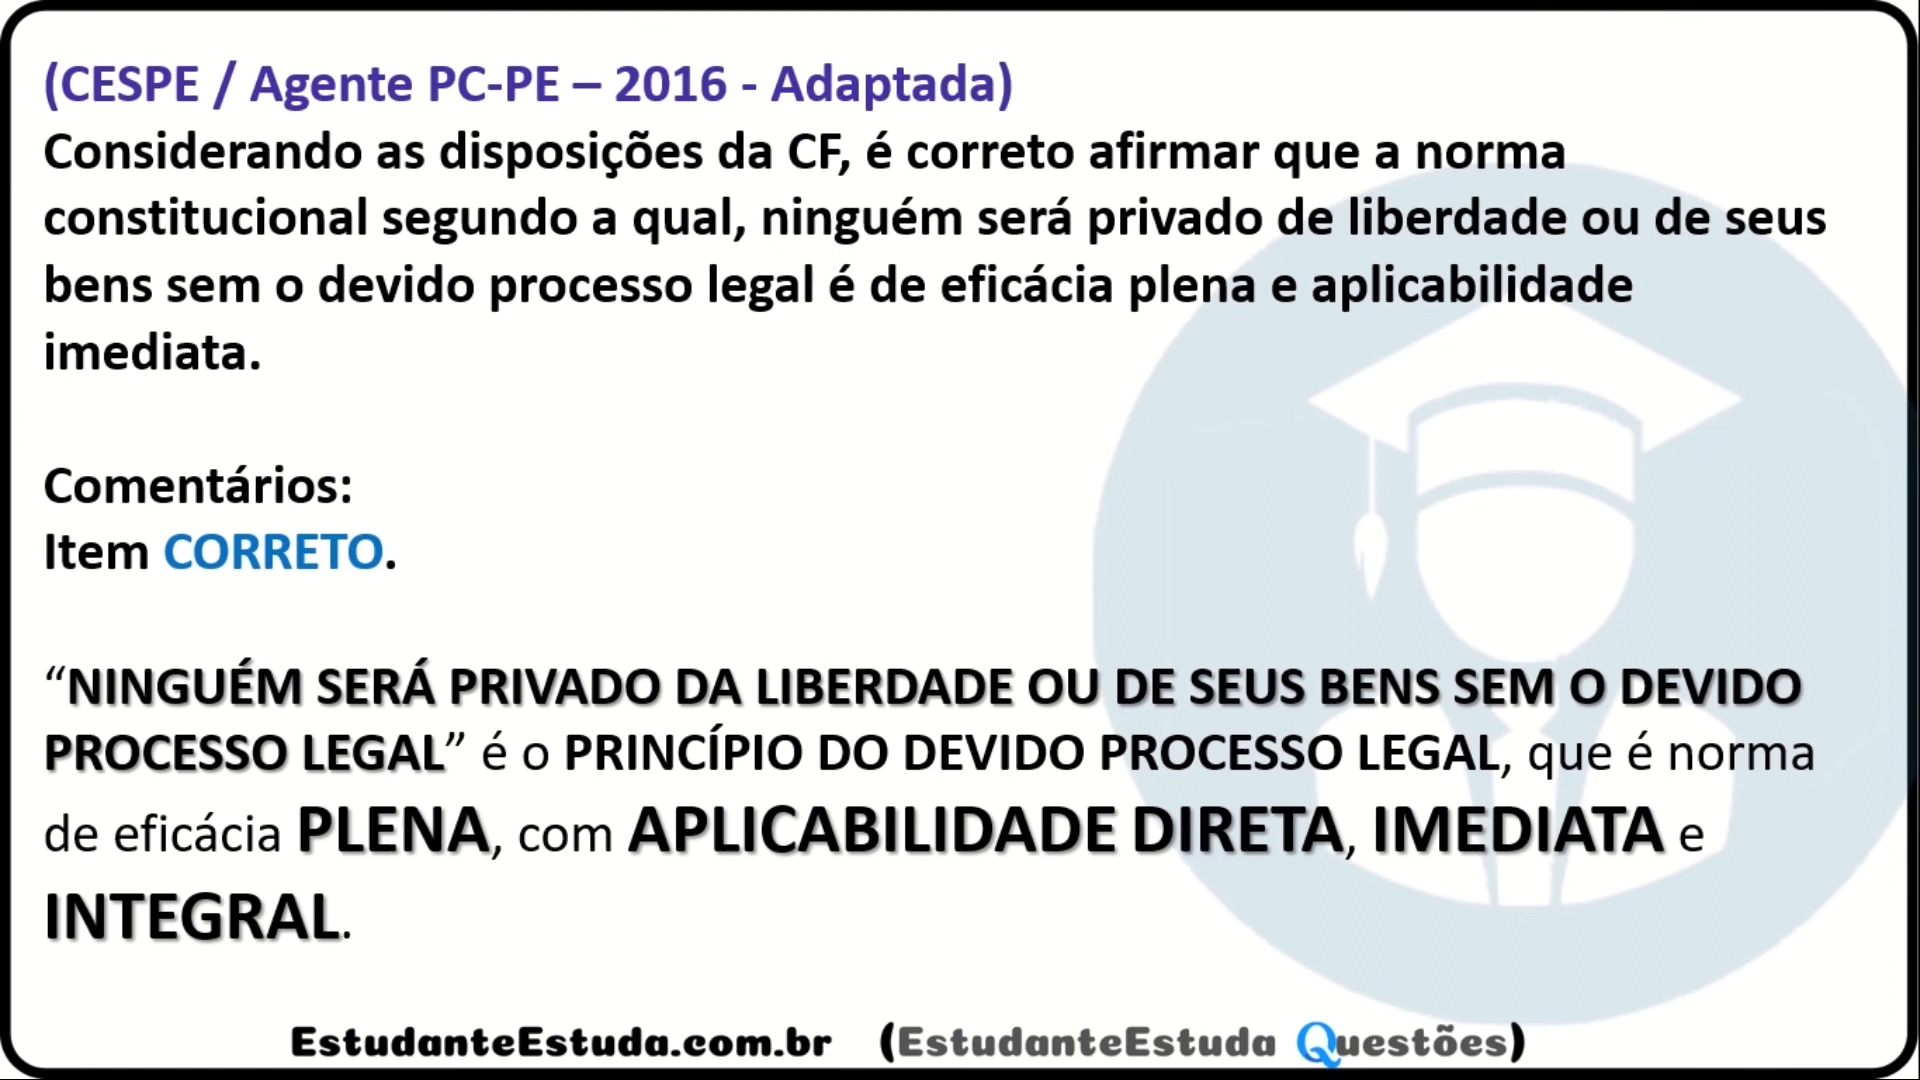 (CESPE / Agente PC-PE – 2016 - Adaptada)
Considerando as disposições da CF, é correto afirmar que a norma
constitucional segundo a qual, ninguém será privado de liberdade ou de seus
bens sem o devido processo legal é de eficácia plena e aplicabilidade
imediata.
Comentários:
Item CORRETO.
“NINGUÉM SERÁ PRIVADO DA LIBERDADE OU DE SEUS BENS SEM O DEVIDO
PROCESSO LEGAL” é o PRINCÍPIO DO DEVIDO PROCESSO LEGAL, que é norma
de eficácia PLENA, com APLICABILIDADE DIRETA, IMEDIATA e
INTEGRAL.
EstudanteEstuda.com.br (EstudanteEstuda Questões)